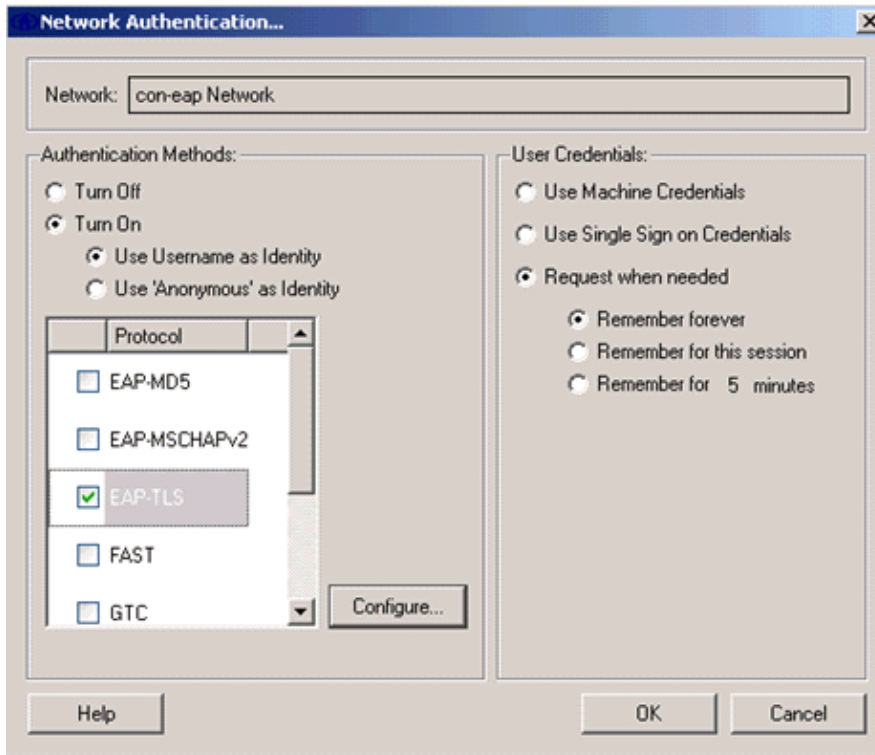 Network Authentication...
Network: con-eap Network
Authentication Methods:
Turn Off
Turn On
Use Username as Identity
Use 'Anonymous' as Identity
Protocol
EAP-MD5
EAP-MSCHAPv2
EAP-TLS
FAST
GTC
Configure...
User Credentials:
Use Machine Credentials
Use Single Sign on Credentials
Request when needed
Remember forever
Remember for this session
Remember for 5 minutes
Help
OK
Cancel